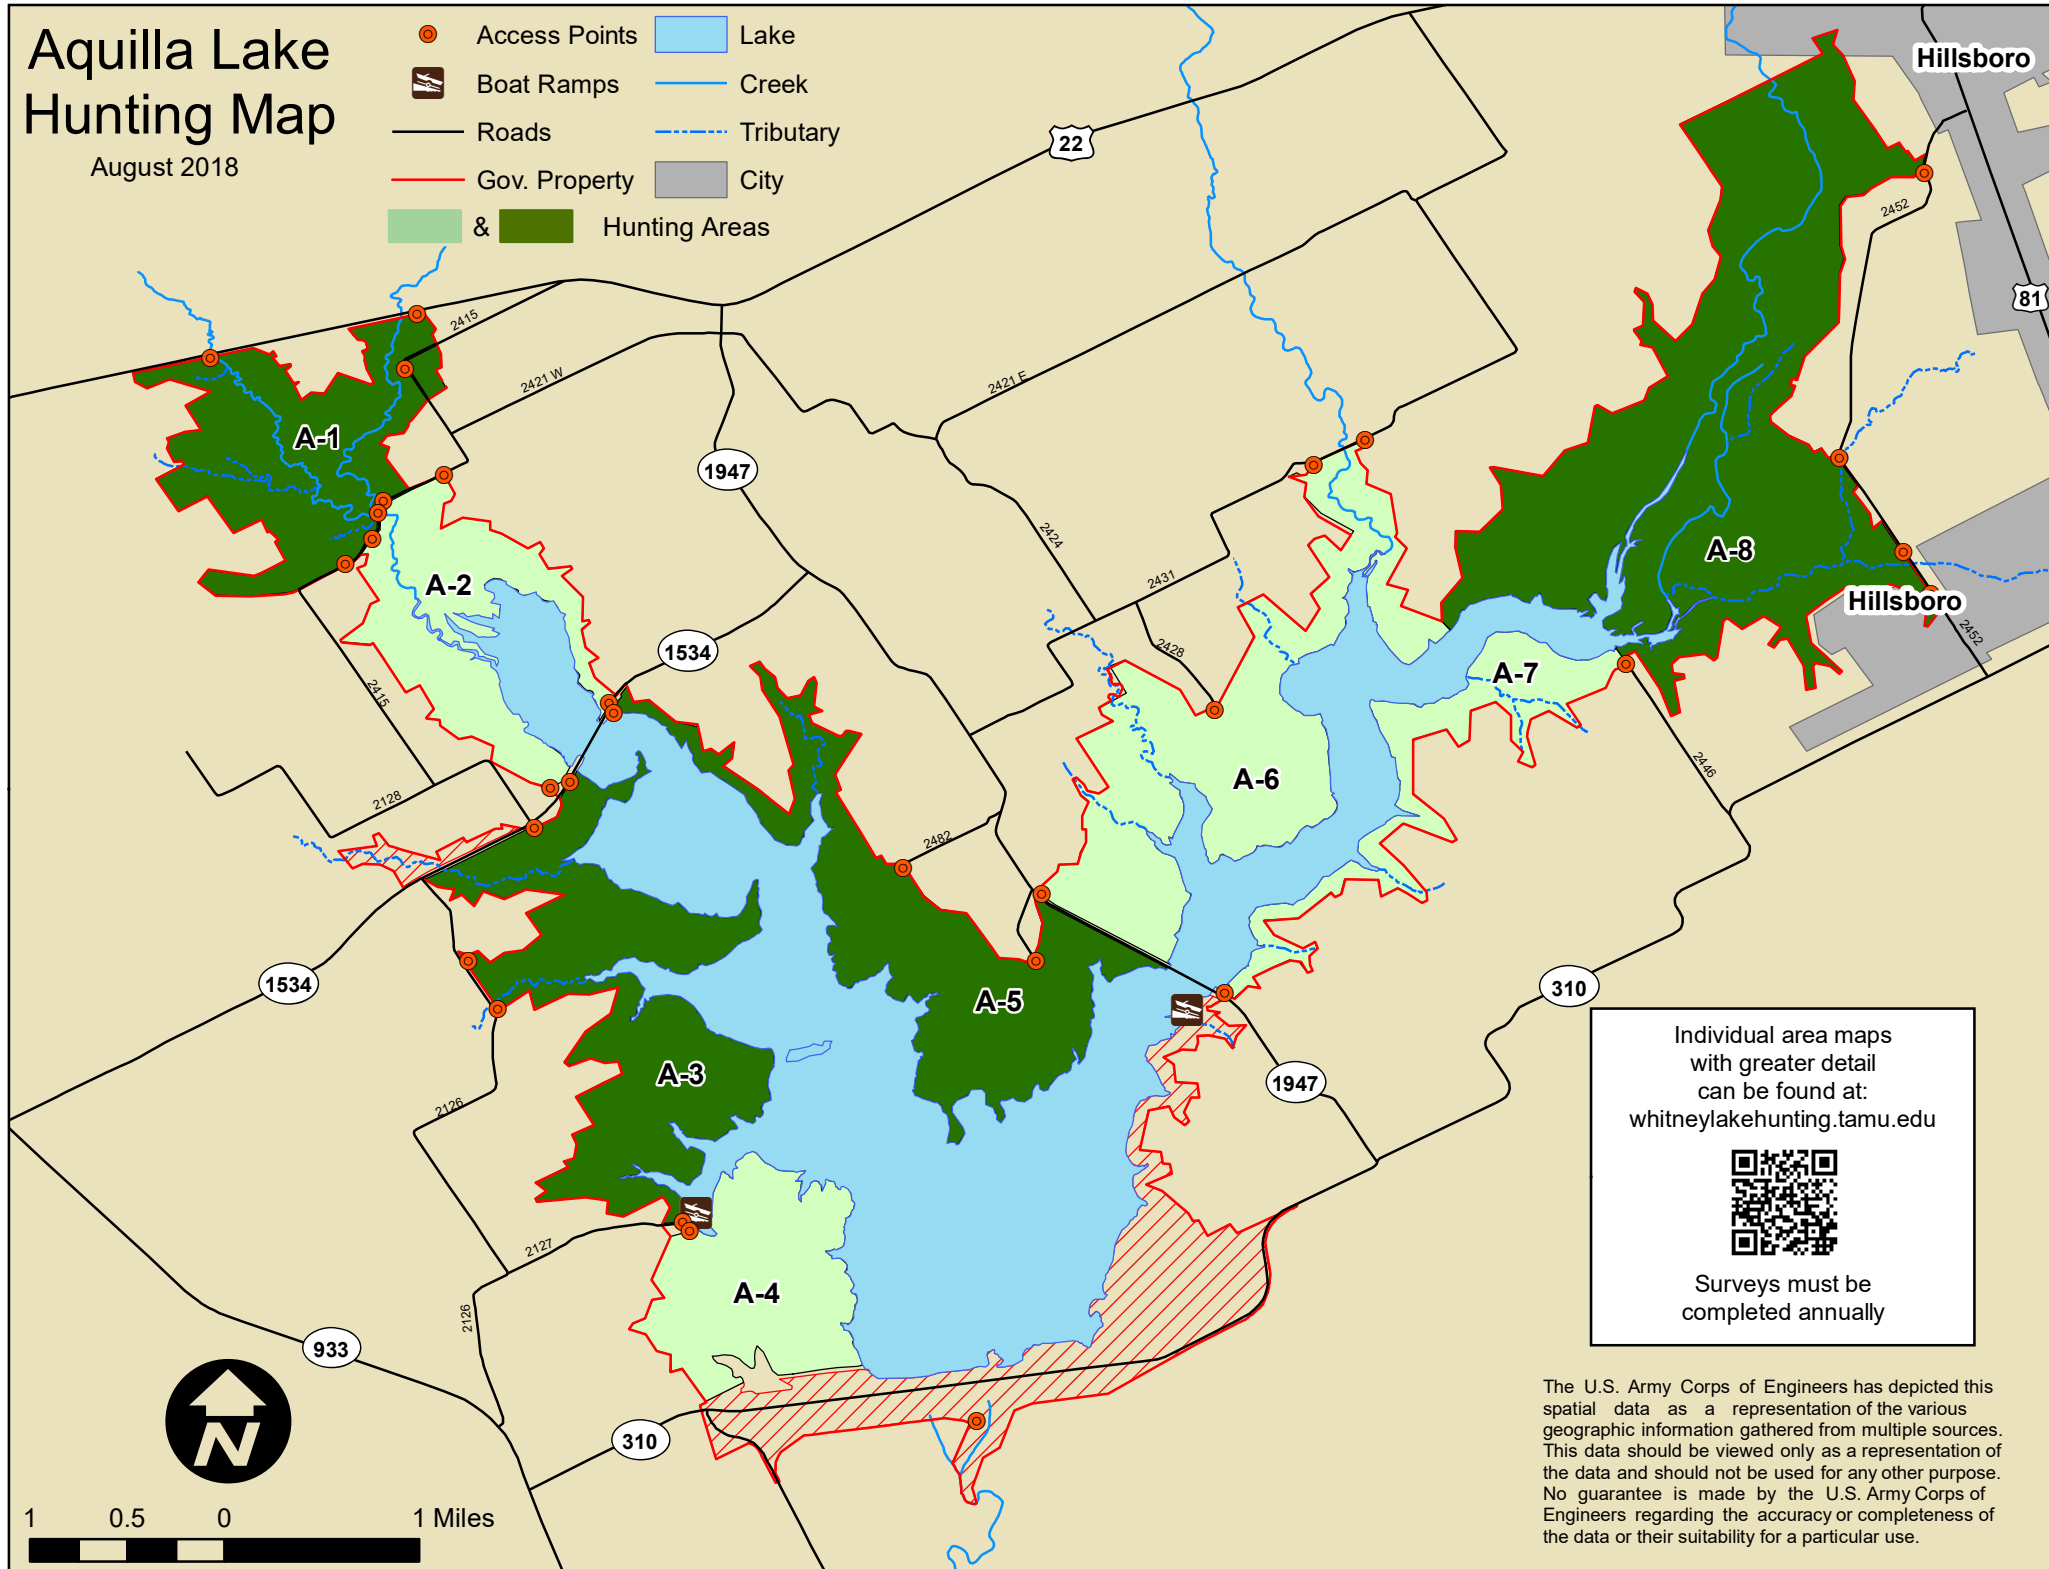 Aquilla Lake
Hunting Map
August 2018
Access Points
Boat Ramps
Roads
Gov. Property
&
Hunting Areas
Lake
Creek
Tributary
City
22
Hillsboro
2452
81
2415
2421 W
2421 E
A-1
1947
2424
2431
A-2
A-8
Hillsboro
2452
1534
2428
A-7
2415
2446
A-6
2128
2482
1534
310
A-5
A-3
1947
2126
2127
A-4
2126
933
310
N
1 0.5 0 1 Miles
Individual area maps
with greater detail
can be found at:
whitneylakehunting.tamu.edu
Surveys must be
completed annually
The U.S. Army Corps of Engineers has depicted this
spatial data as a representation of the various
geographic information gathered from multiple sources.
This data should be viewed only as a representation of
the data and should not be used for any other purpose.
No guarantee is made by the U.S. Army Corps of
Engineers regarding the accuracy or completeness of
the data or their suitability for a particular use.